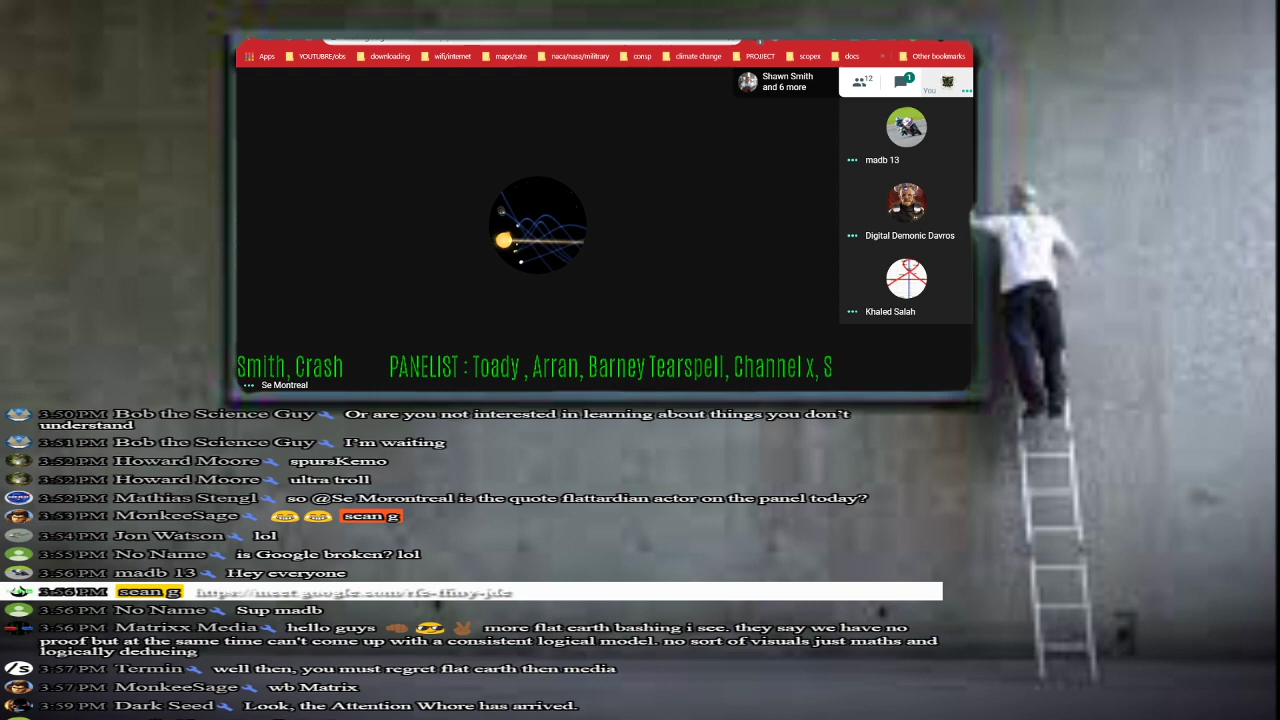 Apps YOUTUBRE/obs downloading wifi/internet maps/sate naca/nasa/militrary consp climate change PROJJECT scopex docs Other bookmarks
Shawn Smith
and 6 more
12
1
You
madb 13
Digital Demonic Davros
Khaled Salah
Smith, Crash PANELIST : Toady , Arran, Barney Tearspell, Channel x, S
Se Montreal
3:50 PM Bob the Science Guy Or are you not interested in learning about things you don't
understand
3:51 PM Bob the Science Guy I'm waiting
3:52 PM Howard Moore spursKemo
3:52 PM Howard Moore ultra troll
3:52 PM Mathias Stengl so @Se Morontreal is the quote flattardian actor on the panel today?
3:53 PM MonkeeSage sean g
3:54 PM Jon Watson lol
3:55 PM No Name is Google broken? lol
3:56 PM madb 13 Hey everyone
3:56 PM sean g
3:56 PM No Name Sup madb
3:56 PM Matrixx Media hello guys more flat earth bashing i see. they say we have no
proof but at the same time can't come up with a consistent logical model. no sort of visuals just maths and
logically deducing
3:57 PM Termin well then, you must regret flat earth then media
3:57 PM MonkeeSage wb Matrix
3:59 PM Dark Seed Look, the Attention Whore has arrived.